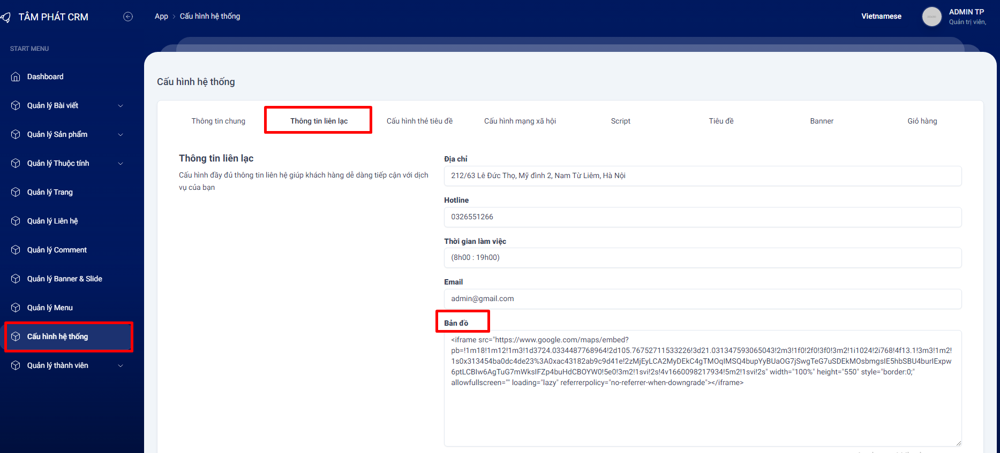 TÂM PHÁT CRM
App > Cấu hình hệ thống
Vietnamese
ADMIN TP
Quản trị viên,
START MENU
Dashboard
Quản lý Bài viết
Quản lý Sản phẩm
Quản lý Thuộc tính
Quản lý Trang
Quản lý Liên hệ
Quản lý Comment
Quản lý Banner & Slide
Quản lý Menu
Cấu hình hệ thống
Quản lý thành viên
Cấu hình hệ thống
Thông tin chung
Thông tin liên lạc
Cấu hình thẻ tiêu đề
Cấu hình mạng xã hội
Script
Tiêu đề
Banner
Giỏ hàng
Thông tin liên lạc
Cấu hình đầy đủ thông tin liên hệ giúp khách hàng dễ dàng tiếp cận với dịch
vụ của bạn
Địa chỉ
212/63 Lê Đức Thọ, Mỹ đình 2, Nam Từ Liêm, Hà Nội
Hotline
0326551266
Thời gian làm việc
(8h00 : 19h00)
Email
admin@gmail.com
Bản đồ
<iframe src="https://www.google.com/maps/embed?
pb=!1m18!1m12!1m3!1d3724.0334487768964!2d105.76752711533226!3d21.031347593065043!2m3!1f0!2f0!3f0!3m2!1i1024!2i768!4f13.1!3m3!1m2!
1s0x313454ba0dc4de23%3A0xac43182ab9c9d41e!2zMjEyLCA2MyDEkC4gTMOqIMSQ4bupYyBUaOG7jSwgTeG7uSDEkMOsbmgsIE5hbSBU4burIExpw
6ptLCBIw6AgTuG7mWksIFZp4buHdCBOYW0!5e0!3m2!1svi!2s!4v1660098217934!5m2!1svi!2s" width="100%" height="550" style="border:0;"
allowfullscreen="" loading="lazy" referrerpolicy="no-referrer-when-downgrade"></iframe>